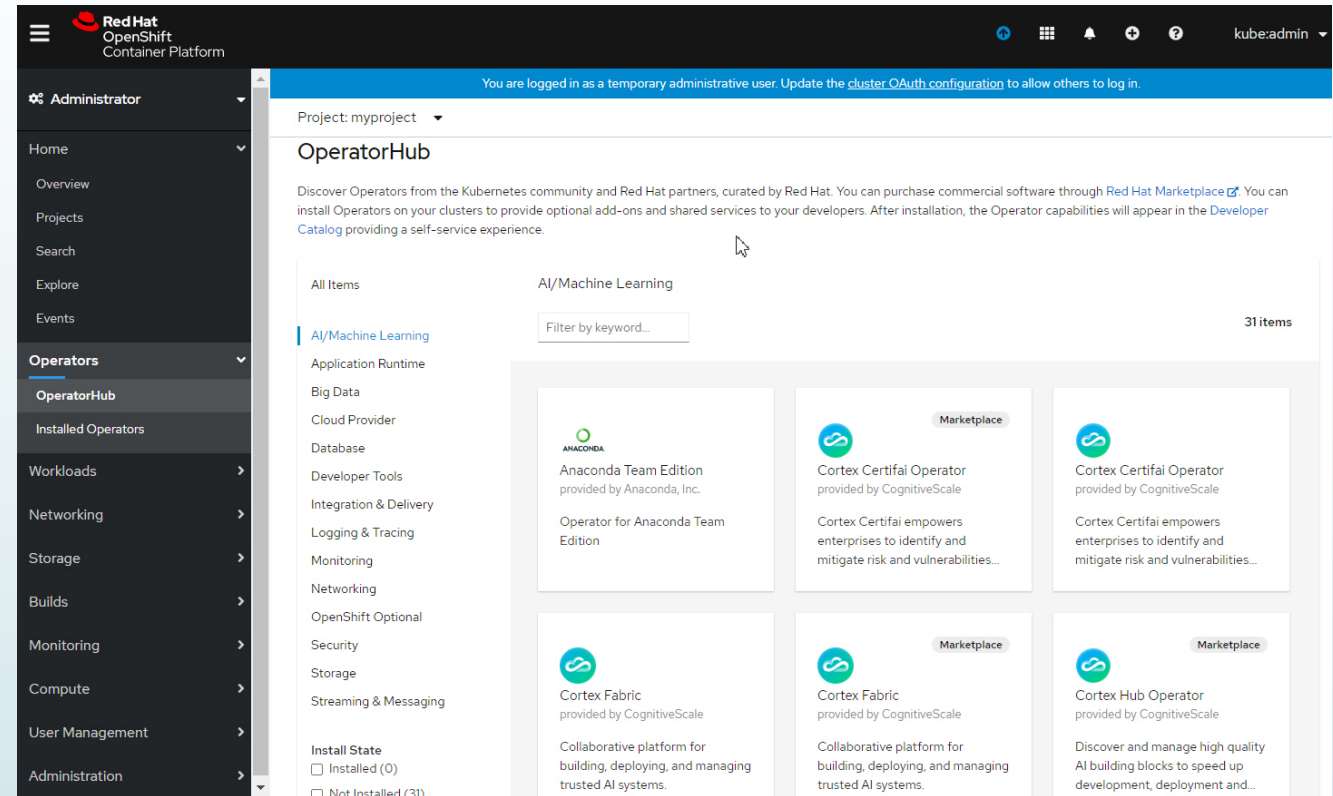 Red Hat
OpenShift
Container Platform
kube:admin
You are logged in as a temporary administrative user. Update the cluster OAuth configuration to allow others to log in.
Administrator
Home
Overview
Projects
Search
Explore
Events
Operators
OperatorHub
Installed Operators
Workloads
Networking
Storage
Builds
Monitoring
Compute
User Management
Administration
Project: myproject
OperatorHub
Discover Operators from the Kubernetes community and Red Hat partners, curated by Red Hat. You can purchase commercial software through Red Hat Marketplace. You can
install Operators on your clusters to provide optional add-ons and shared services to your developers. After installation, the Operator capabilities will appear in the Developer
Catalog providing a self-service experience.
All Items
AI/Machine Learning
Application Runtime
Big Data
Cloud Provider
Database
Developer Tools
Integration & Delivery
Logging & Tracing
Monitoring
Networking
OpenShift Optional
Security
Storage
Streaming & Messaging
Install State
Installed (0)
Not Installed (31)
AI/Machine Learning
Filter by keyword...
31 items
ANACONDA
Anaconda Team Edition
provided by Anaconda, Inc.
Operator for Anaconda Team
Edition
Marketplace
Cortex Certifai Operator
provided by CognitiveScale
Cortex Certifai empowers
enterprises to identify and
mitigate risk and vulnerabilities...
Cortex Certifai Operator
provided by CognitiveScale
Cortex Certifai empowers
enterprises to identify and
mitigate risk and vulnerabilities...
Cortex Fabric
provided by CognitiveScale
Collaborative platform for
building, deploying, and managing
trusted AI systems.
Marketplace
Cortex Fabric
provided by CognitiveScale
Collaborative platform for
building, deploying, and managing
trusted AI systems.
Marketplace
Cortex Hub Operator
provided by CognitiveScale
Discover and manage high quality
AI building blocks to speed up
development, deployment and...